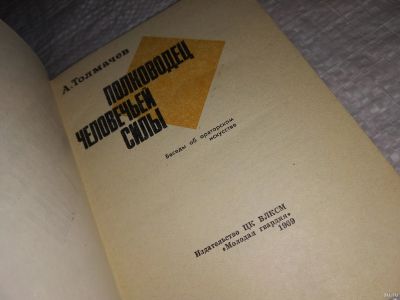 А. Толмачев
ПОЛКОВОДЕЦ
ЧЕЛОВЕЧЬЕЙ
СИЛЫ
Беседы об ораторском
искусстве
Издательство ЦК ВЛКСМ
«Молодая гвардия»
1969